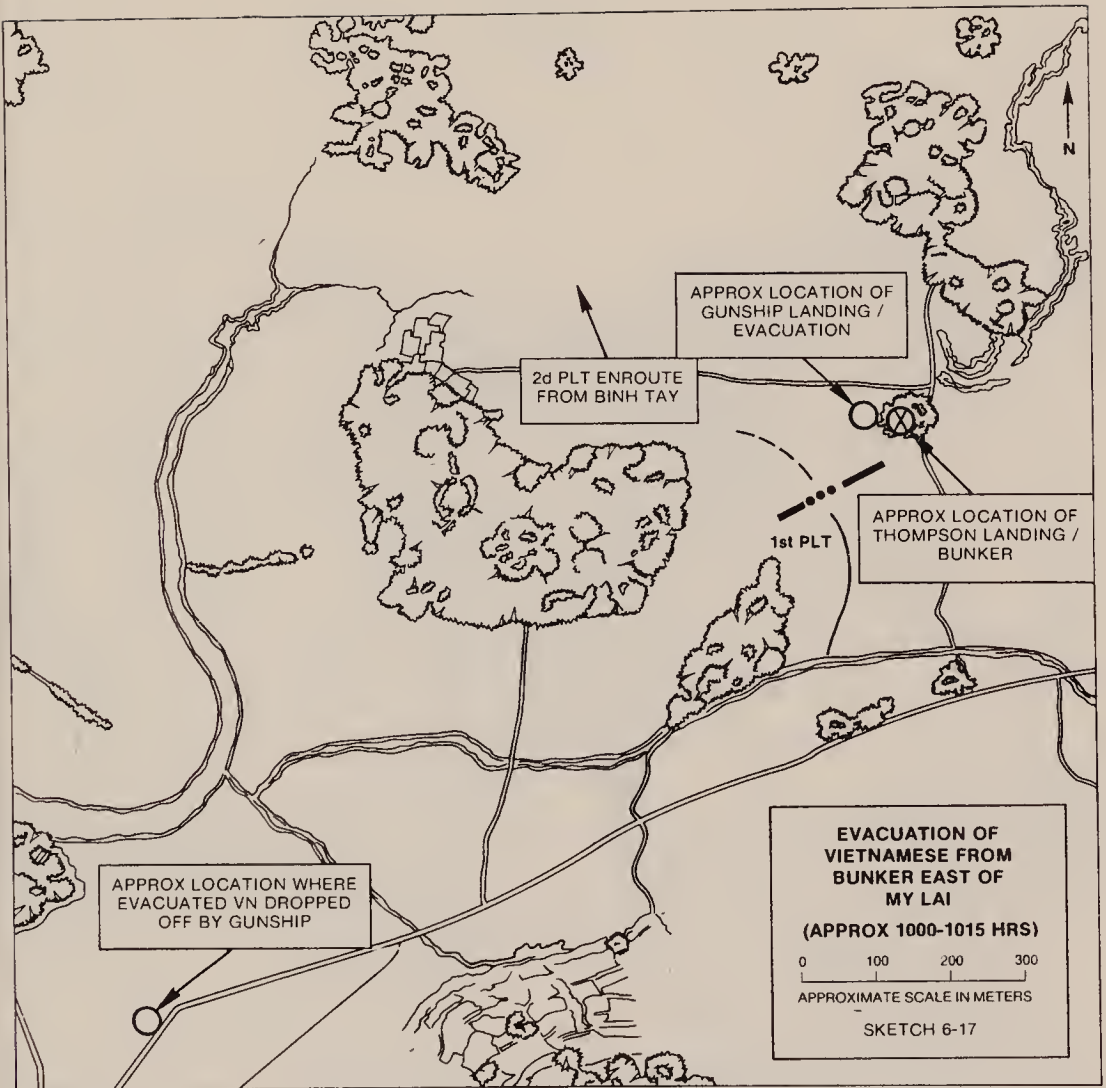 N
APPROX LOCATION OF
GUNSHIP LANDING /
EVACUATION
2d PLT ENROUTE
FROM BINH TAY
APPROX LOCATION OF
THOMPSON LANDING /
BUNKER
1st PLT
APPROX LOCATION WHERE
EVACUATED VN DROPPED
OFF BY GUNSHIP
EVACUATION OF
VIETNAMESE FROM
BUNKER EAST OF
MY LAI
(APPROX 1000-1015 HRS)
0 100 200 300
APPROXIMATE SCALE IN METERS
SKETCH 6-17